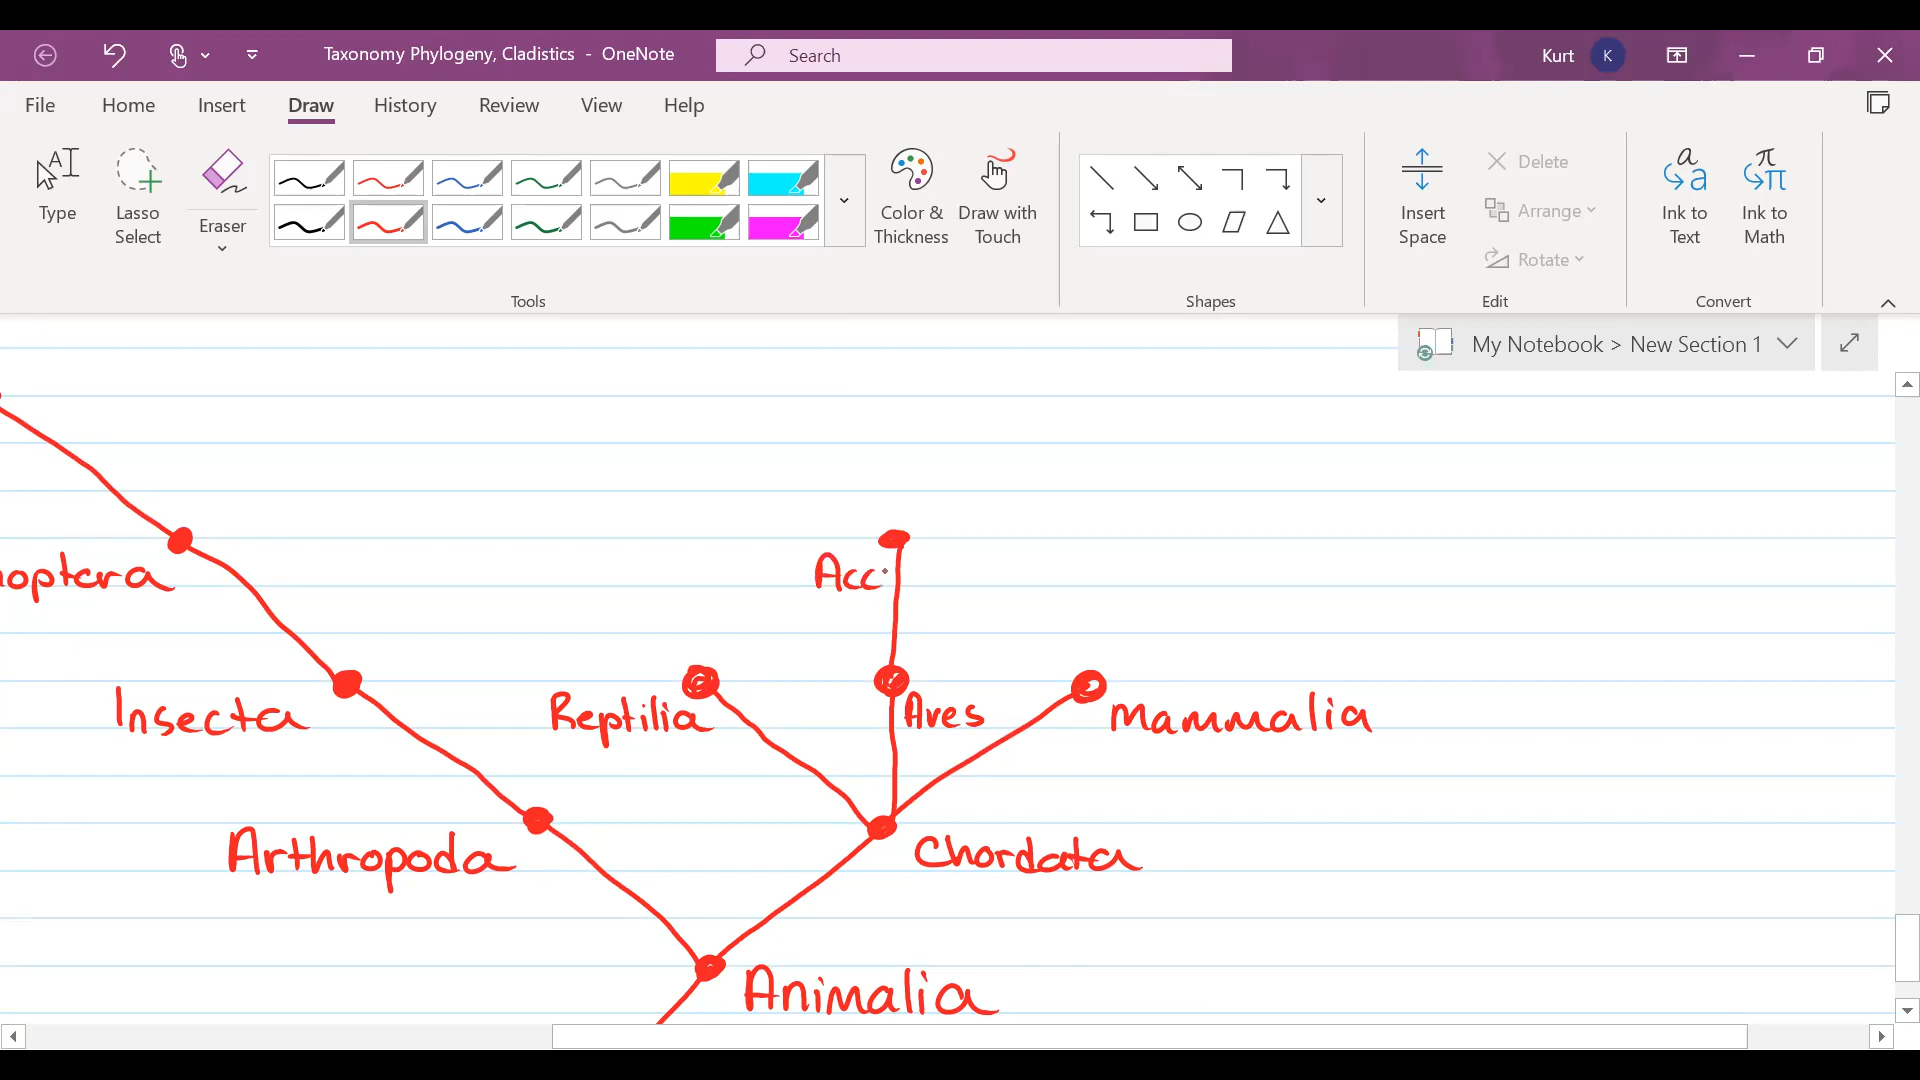 Taxonomy Phylogeny, Cladistics - OneNote
Search
Kurt
K
File Home Insert Draw History Review View Help
Type
Lasso Select
Eraser
Color & Thickness
Draw with Touch
Insert Space
Delete
Arrange
Rotate
Ink to Text
Ink to Math
Tools
Shapes
Edit
Convert
My Notebook > New Section 1
Acc
noptera
Insecta
Reptilia
Aves
Mammalia
Arthropoda
Chordata
Animalia